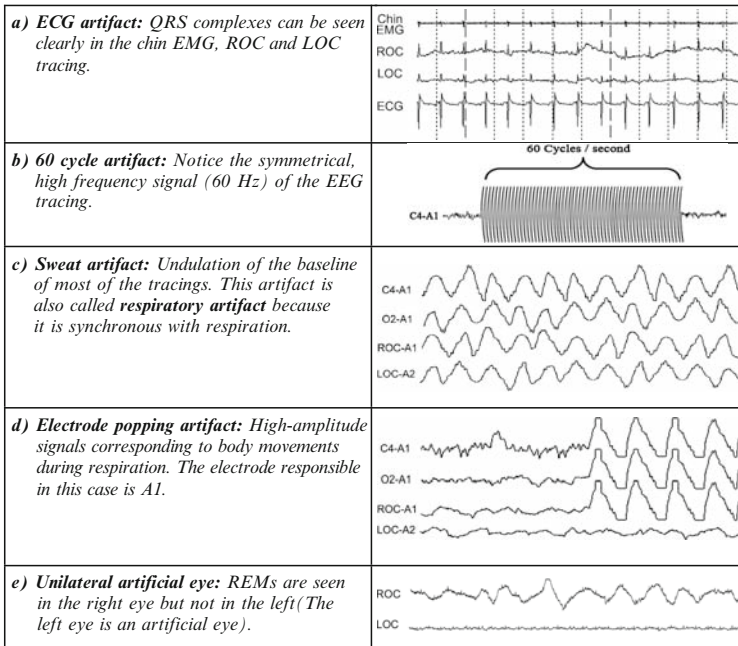 a) ECG artifact: QRS complexes can be seen
clearly in the chin EMG, ROC and LOC
tracing.
Chin
EMG
ROC
LOC
ECG
b) 60 cycle artifact: Notice the symmetrical,
high frequency signal (60 Hz) of the EEG
tracing.
60 Cycles / second
C4-A1
c) Sweat artifact: Undulation of the baseline
of most of the tracings. This artifact is
also called respiratory artifact because
it is synchronous with respiration.
C4-A1
O2-A1
ROC-A1
LOC-A2
d) Electrode popping artifact: High-amplitude
signals corresponding to body movements
during respiration. The electrode responsible
in this case is A1.
C4-A1
O2-A1
ROC-A1
LOC-A2
e) Unilateral artificial eye: REMs are seen
in the right eye but not in the left(The
left eye is an artificial eye).
ROC
LOC